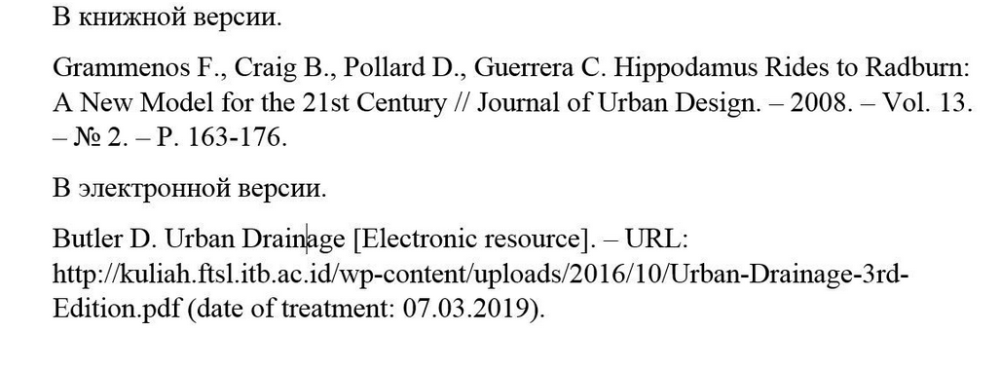 В книжной версии.
Grammenos F., Craig B., Pollard D., Guerrera C. Hippodamus Rides to Radburn:
A New Model for the 21st Century // Journal of Urban Design. – 2008. – Vol. 13.
– № 2. – P. 163-176.
В электронной версии.
Butler D. Urban Drainage [Electronic resource]. – URL:
http://kuliah.ftsl.itb.ac.id/wp-content/uploads/2016/10/Urban-Drainage-3rd-
Edition.pdf (date of treatment: 07.03.2019).